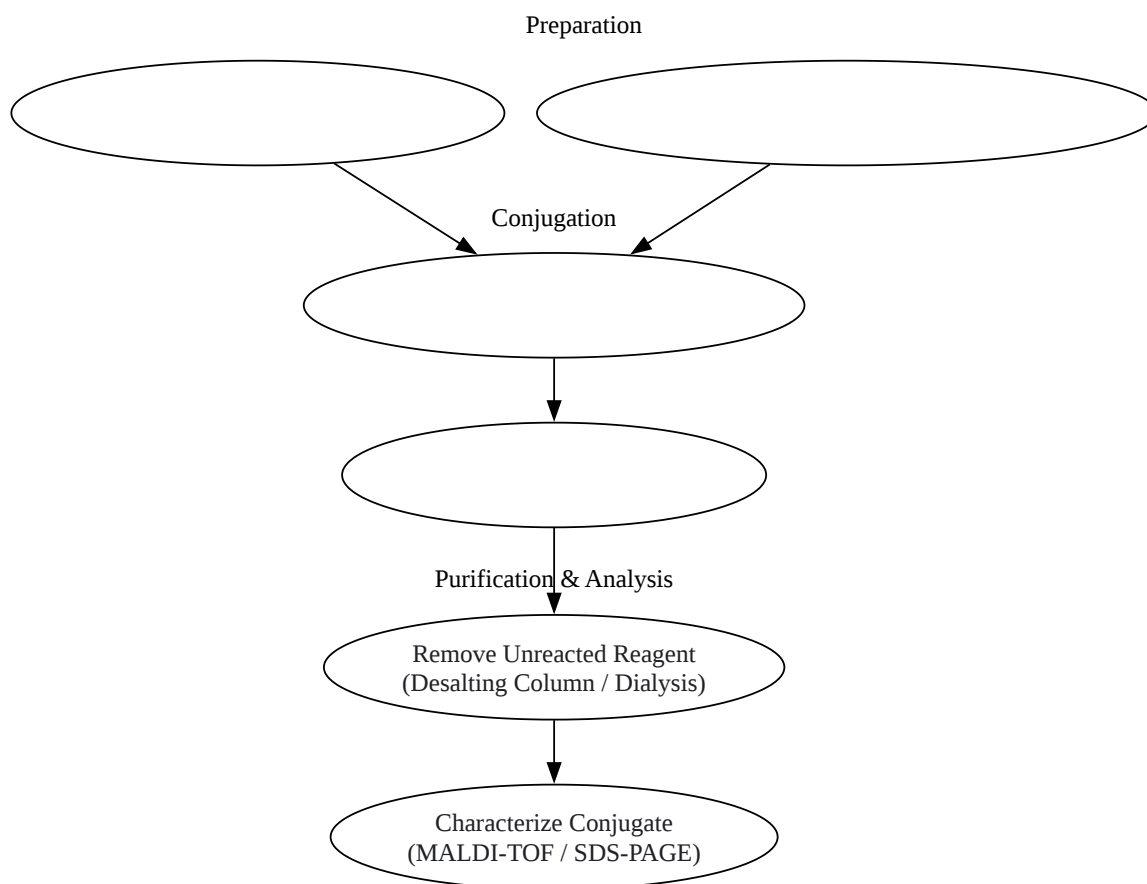 Preparation
Conjugation
Purification & Analysis
Remove Unreacted Reagent
(Desalting Column / Dialysis)
Characterize Conjugate
(MALDI-TOF / SDS-PAGE)